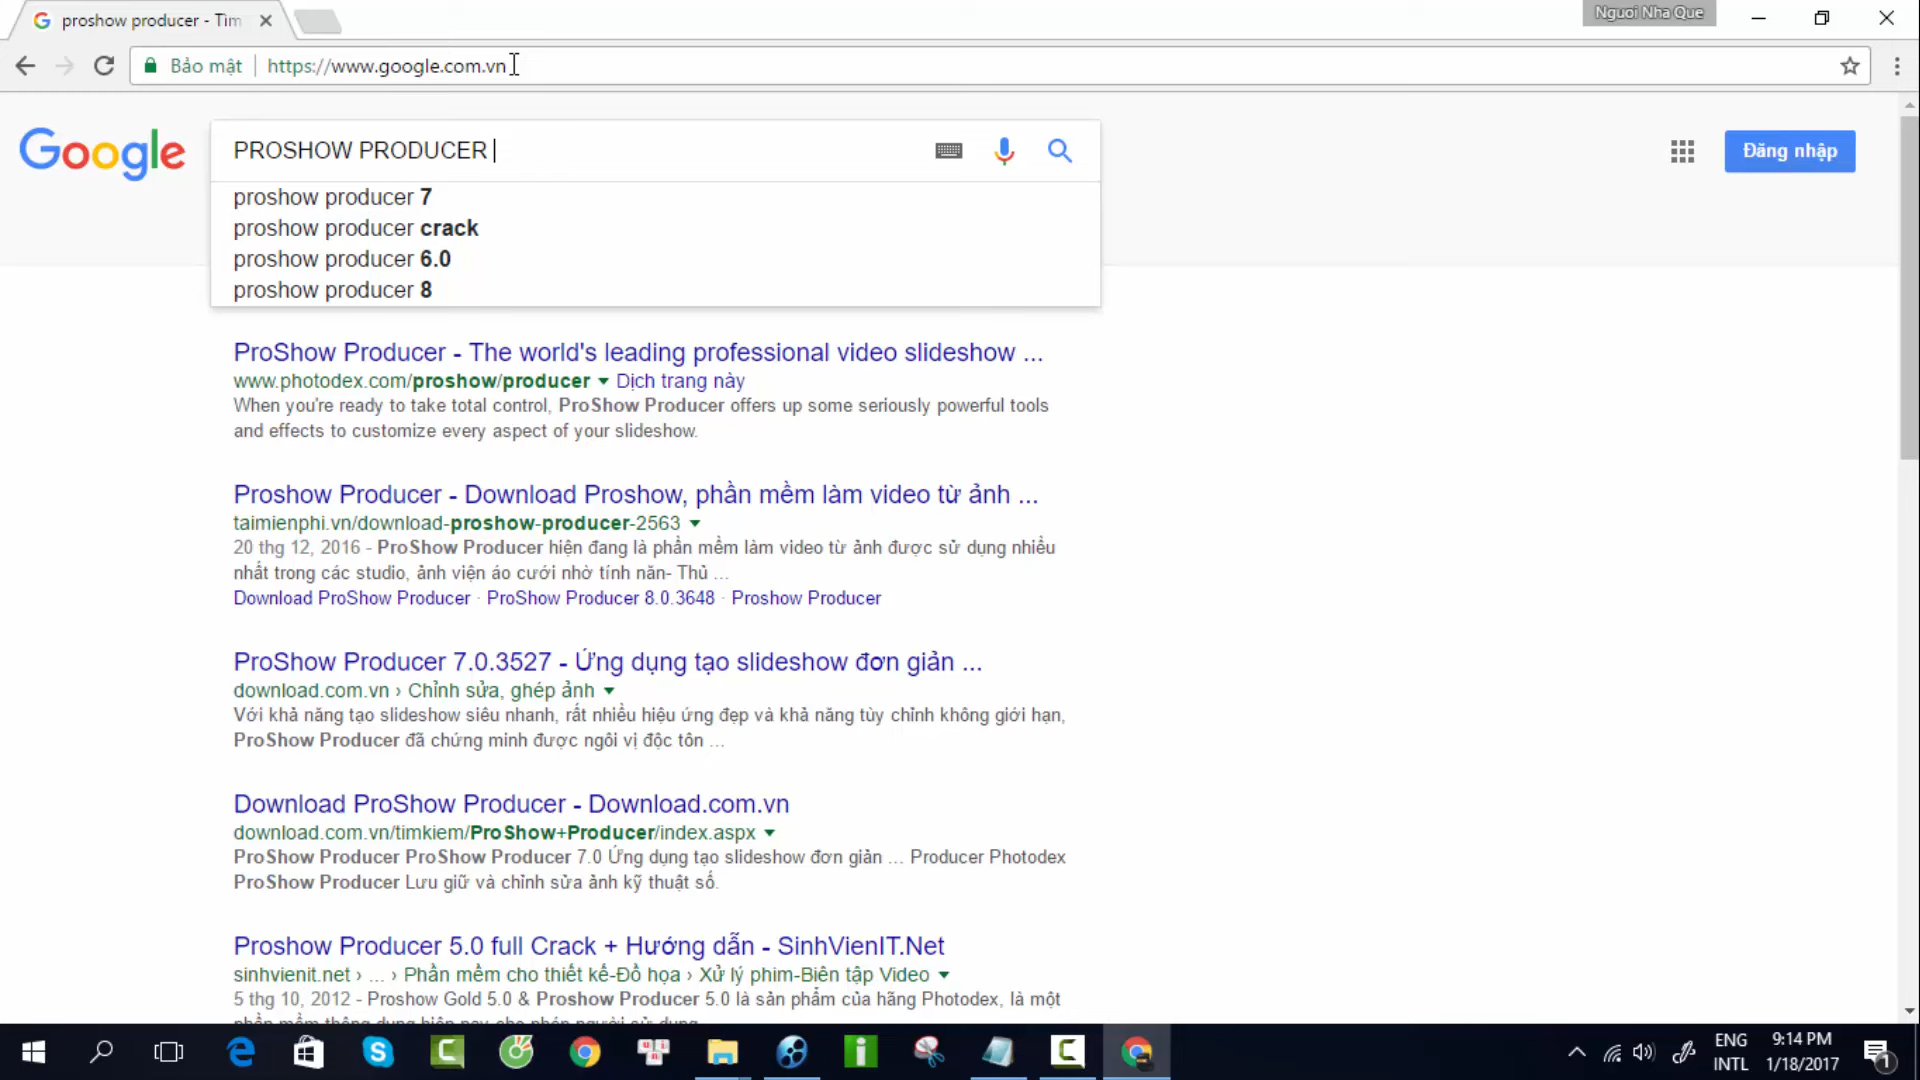 proshow producer - Tìm
Nguoi Nha Que
Bảo mật
https://www.google.com.vn
Google
PROSHOW PRODUCER
Đăng nhập
proshow producer 7
proshow producer crack
proshow producer 6.0
proshow producer 8
ProShow Producer - The world's leading professional video slideshow ...
www.photodex.com/proshow/producer Dịch trang này
When you're ready to take total control, ProShow Producer offers up some seriously powerful tools
and effects to customize every aspect of your slideshow.
Proshow Producer - Download Proshow, phần mềm làm video từ ảnh ...
taimienphi.vn/download-proshow-producer-2563
20 thg 12, 2016 - ProShow Producer hiện đang là phần mềm làm video từ ảnh được sử dụng nhiều
nhất trong các studio, ảnh viện áo cưới nhờ tính năn- Thủ ...
Download ProShow Producer · ProShow Producer 8.0.3648 · Proshow Producer
ProShow Producer 7.0.3527 - Ứng dụng tạo slideshow đơn giản ...
download.com.vn › Chỉnh sửa, ghép ảnh
Với khả năng tạo slideshow siêu nhanh, rất nhiều hiệu ứng đẹp và khả năng tùy chỉnh không giới hạn,
ProShow Producer đã chứng minh được ngôi vị độc tôn ...
Download ProShow Producer - Download.com.vn
download.com.vn/timkiem/ProShow+Producer/index.aspx
ProShow Producer ProShow Producer 7.0 Ứng dụng tạo slideshow đơn giản ... Producer Photodex
ProShow Producer Lưu giữ và chỉnh sửa ảnh kỹ thuật số.
Proshow Producer 5.0 full Crack + Hướng dẫn - SinhVienIT.Net
sinhvienit.net › ... › Phần mềm cho thiết kế-Đồ họa › Xử lý phim-Biên tập Video
5 thg 10, 2012 - Proshow Gold 5.0 & Proshow Producer 5.0 là sản phẩm của hãng Photodex, là một
phần mềm thông dụng hiện nay cho phép người sử dụng
ENG
INTL
9:14 PM
1/18/2017
1